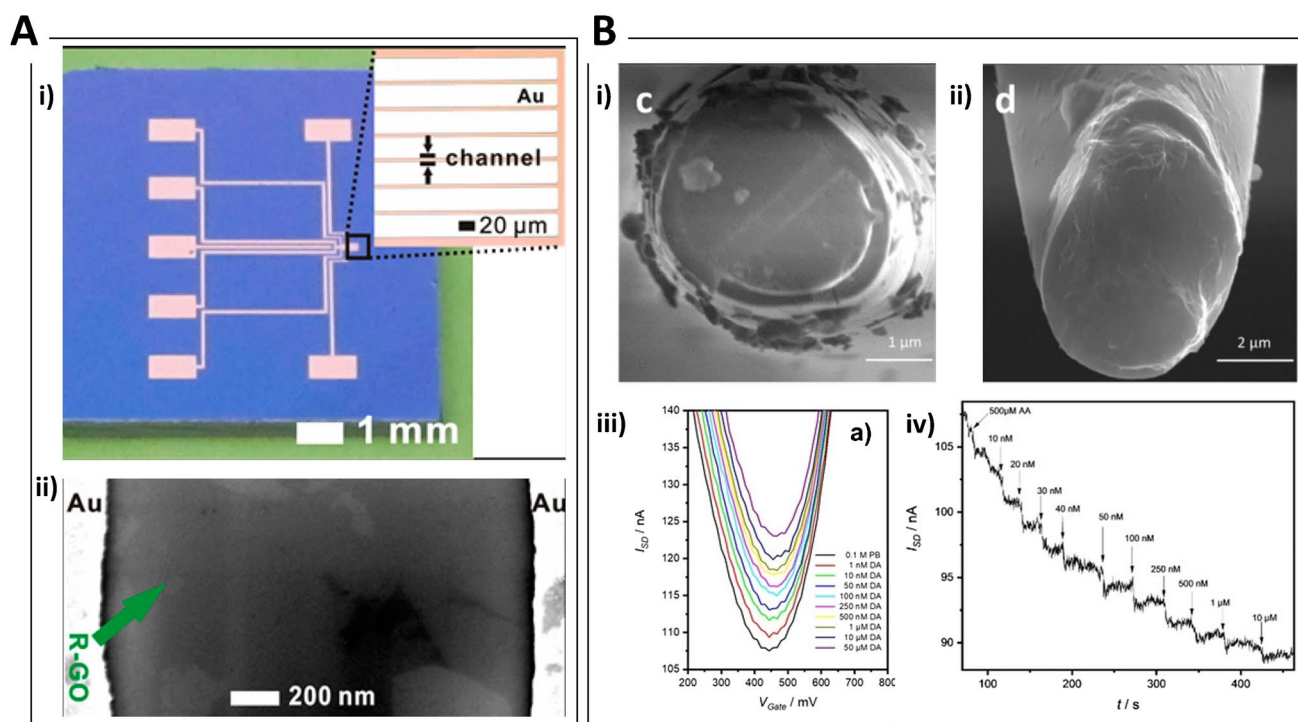 A
i)
Au
channel
20 µm
1 mm
ii)
Au
Au
R-GO
200 nm
B
i)
c
1 µm
ii)
d
2 µm
iii)
a)
I_SD / nA
140
135
130
125
120
115
110
105
0.1 M PB
1 nM DA
10 nM DA
50 nM DA
100 nM DA
250 nM DA
500 nM DA
1 µM DA
10 µM DA
50 µM DA
200 300 400 500 600 700 800
V_Gate / mV
iv)
I_SD / nA
105
100
95
90
500µM AA
10 nM
20 nM
30 nM
40 nM
50 nM
100 nM
250 nM
500 nM
1 µM
10 µM
100 200 300 400
t / s